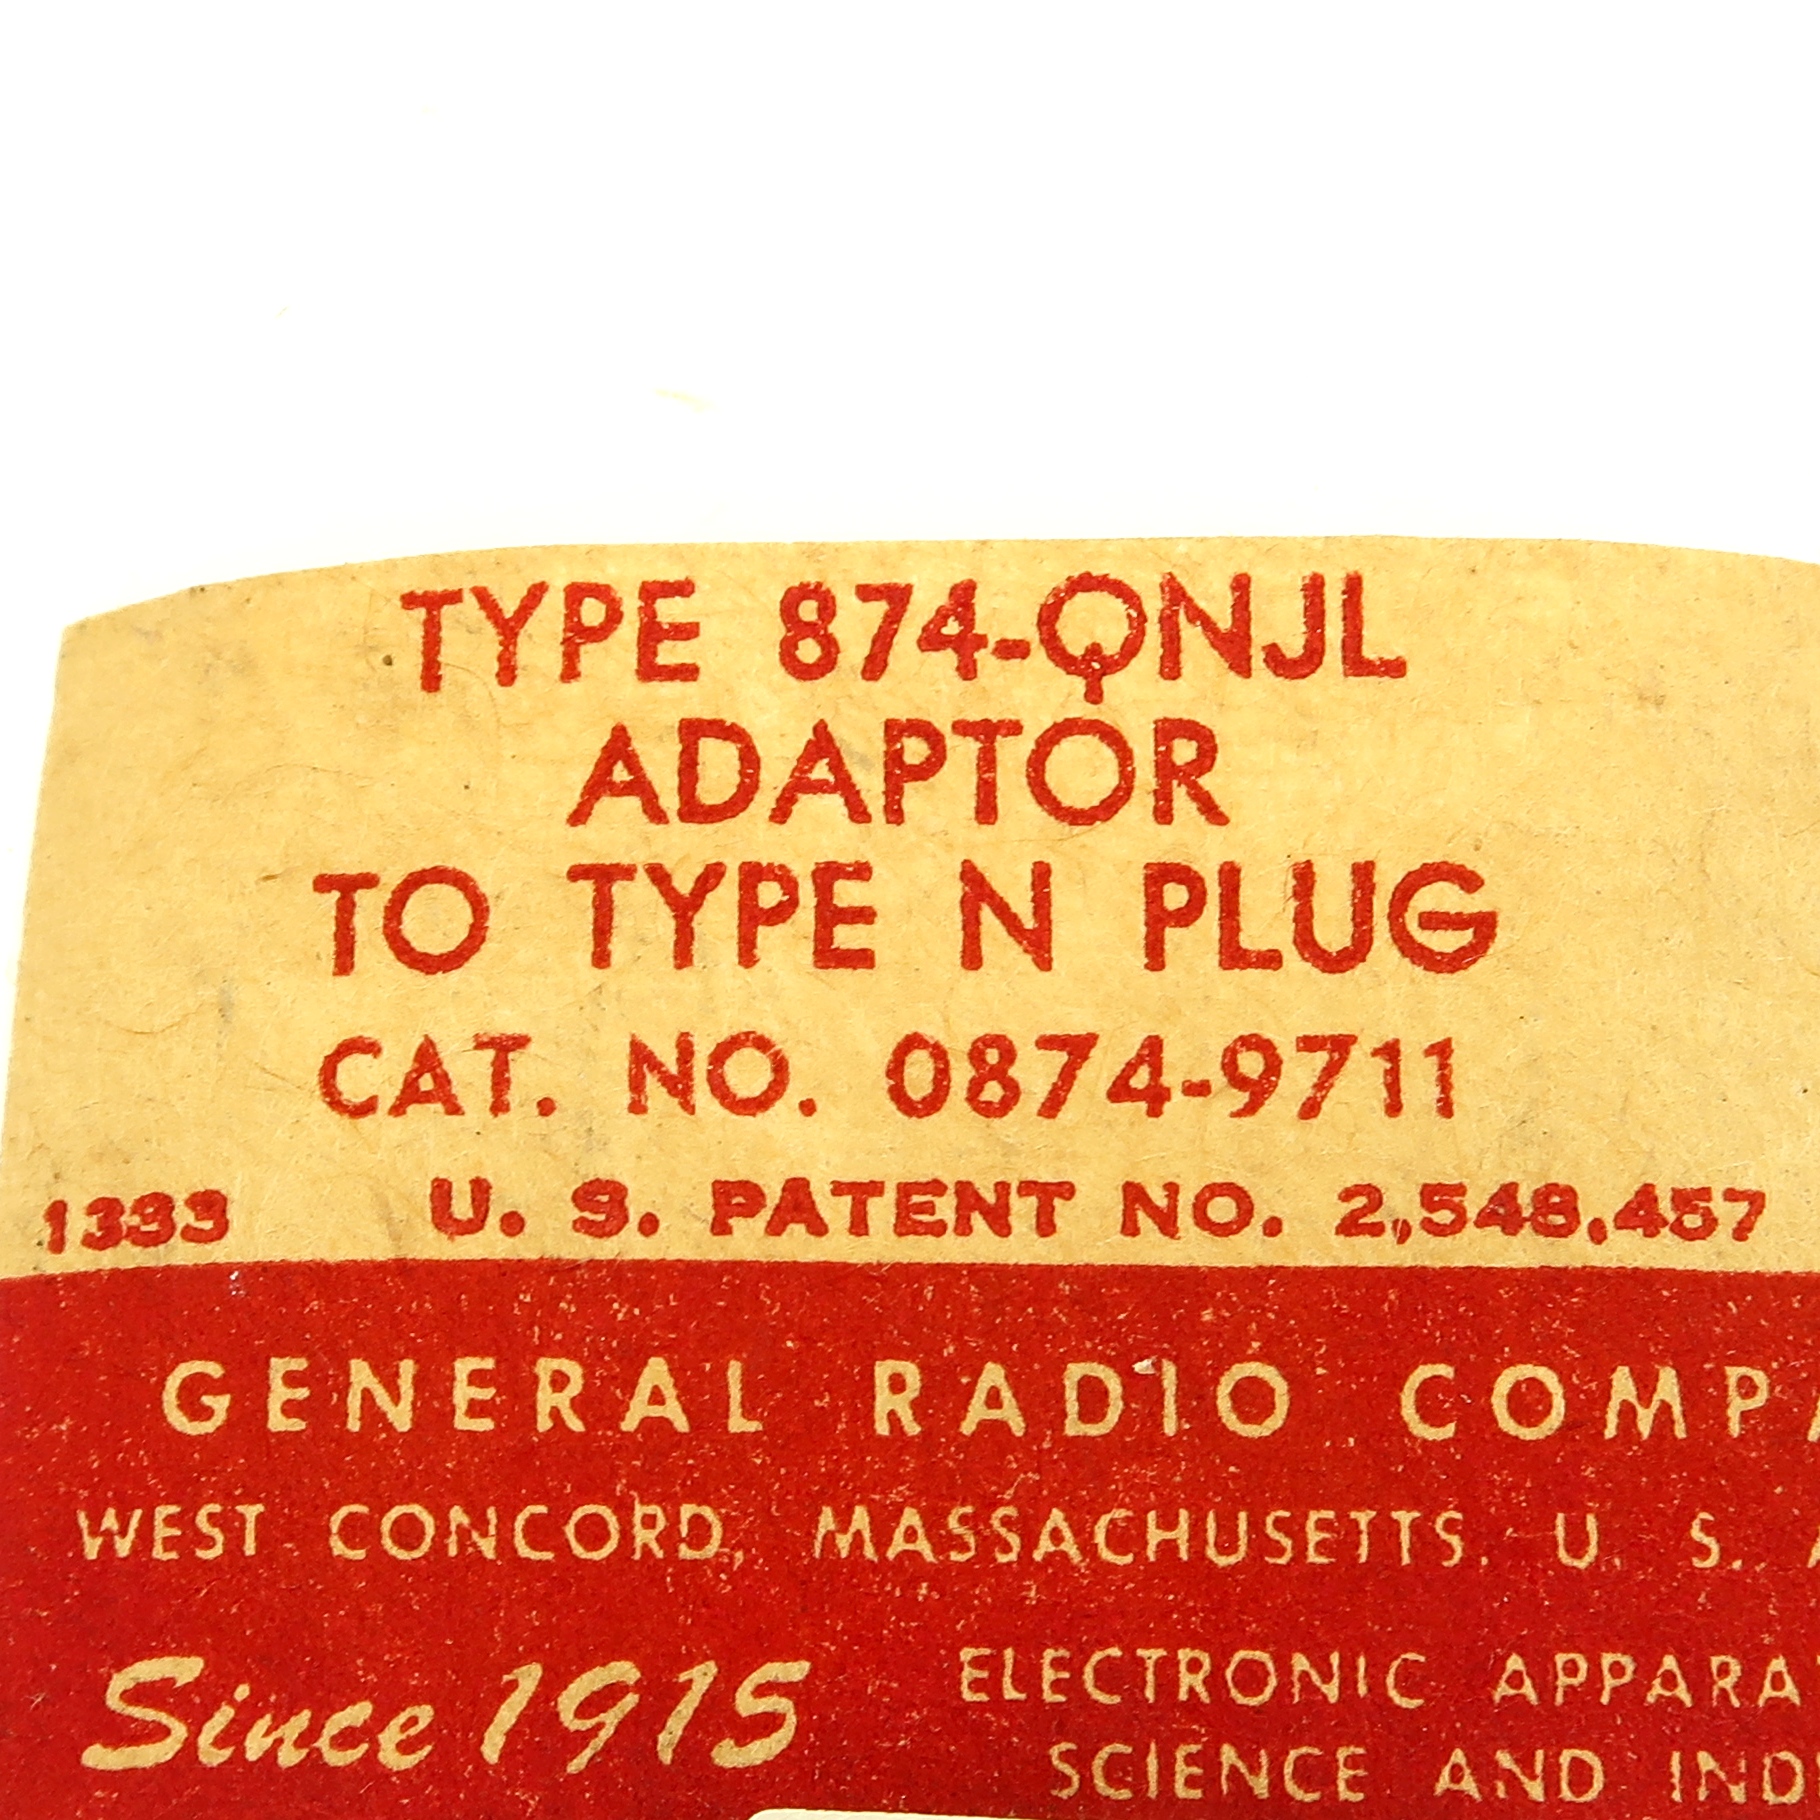 TYPE 874-QNJL
ADAPTOR
TO TYPE N PLUG
CAT. NO. 0874-9711
1333 U. S. PATENT NO. 2,548,457
GENERAL RADIO COMP
WEST CONCORD, MASSACHUSETTS, U. S.
Since 1915
ELECTRONIC APPARA
SCIENCE AND IND